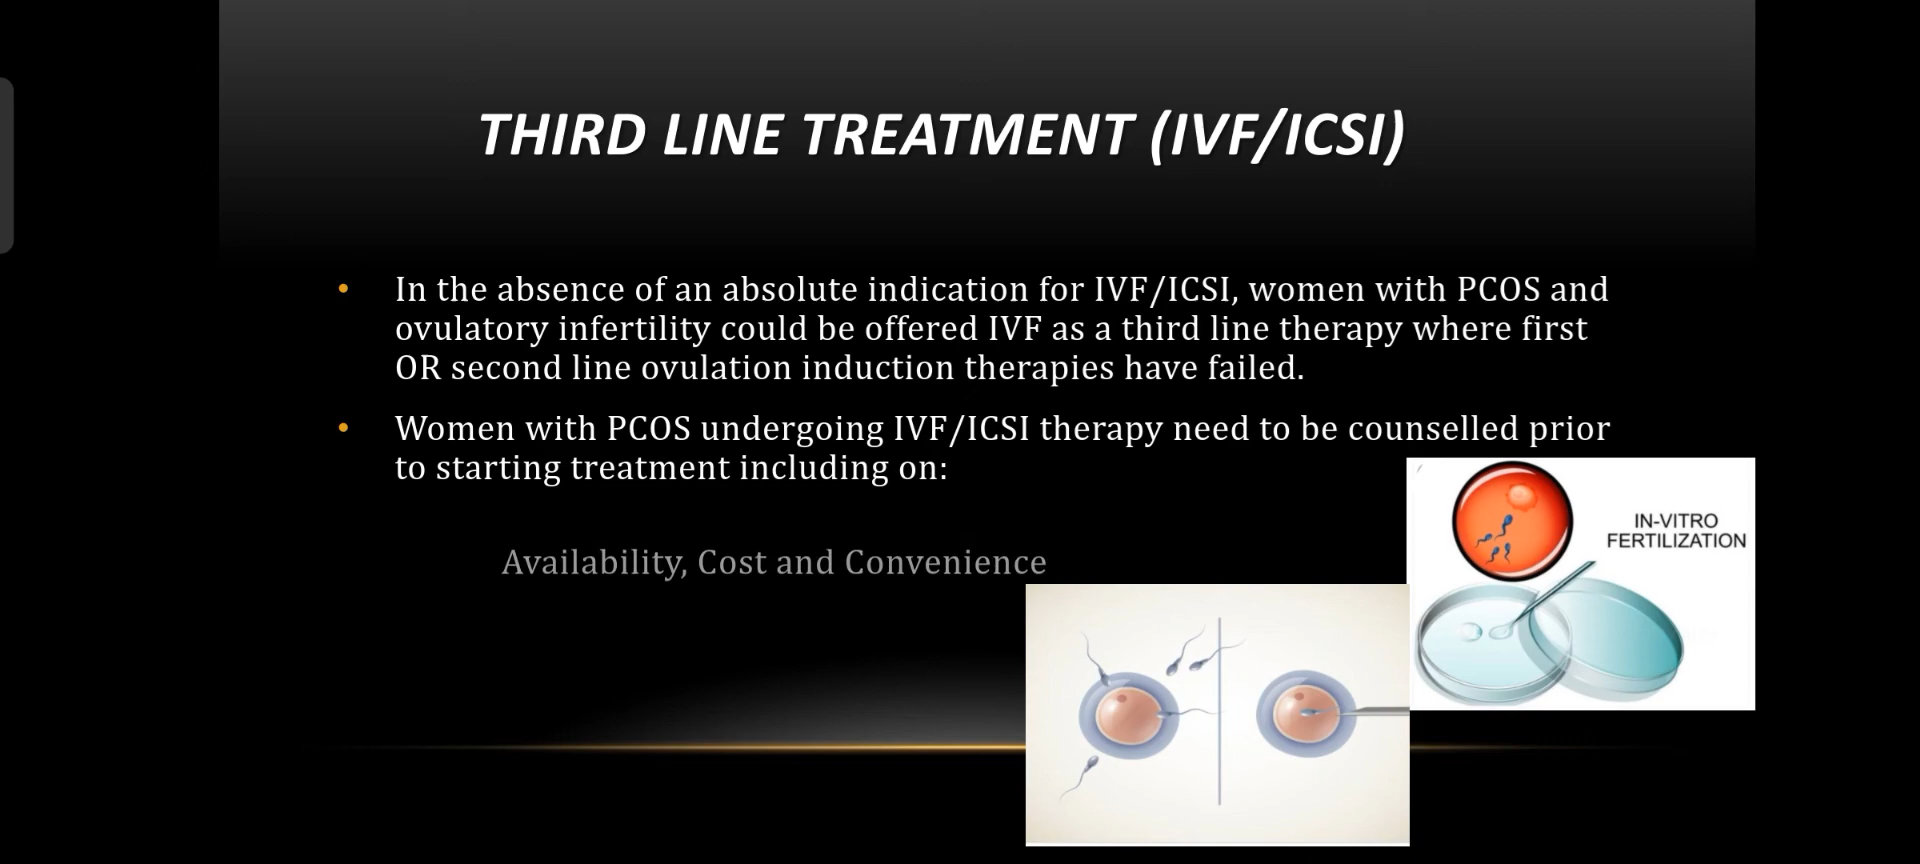 THIRD LINE TREATMENT (IVF/ICSI)
• In the absence of an absolute indication for IVF/ICSI, women with PCOS and
ovulatory infertility could be offered IVF as a third line therapy where first
OR second line ovulation induction therapies have failed.
• Women with PCOS undergoing IVF/ICSI therapy need to be counselled prior
to starting treatment including on:
Availability, Cost and Convenience
IN-VITRO
FERTILIZATION